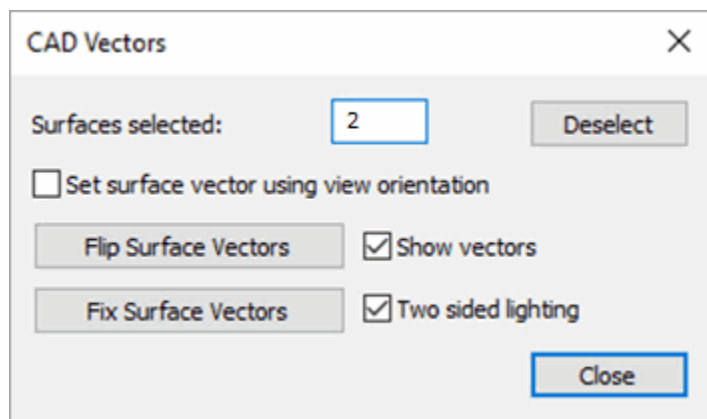 CAD Vectors
Surfaces selected: 2 Deselect
Set surface vector using view orientation
Flip Surface Vectors Show vectors
Fix Surface Vectors Two sided lighting
Close